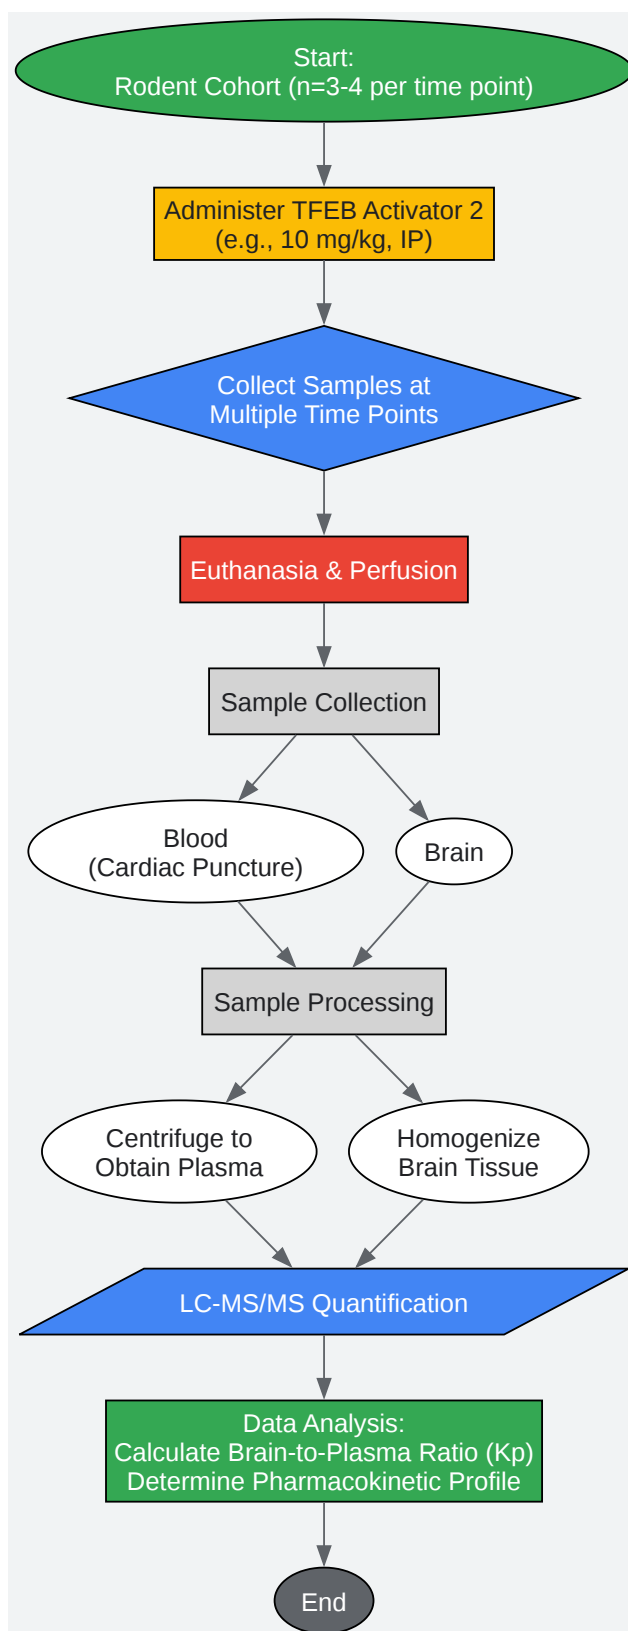 Start:
Rodent Cohort (n=3-4 per time point)
Administer TFEB Activator 2
(e.g., 10 mg/kg, IP)
Collect Samples at
Multiple Time Points
Euthanasia & Perfusion
Sample Collection
Blood
(Cardiac Puncture)
Brain
Sample Processing
Centrifuge to
Obtain Plasma
Homogenize
Brain Tissue
LC-MS/MS Quantification
Data Analysis:
Calculate Brain-to-Plasma Ratio (Kp)
Determine Pharmacokinetic Profile
End